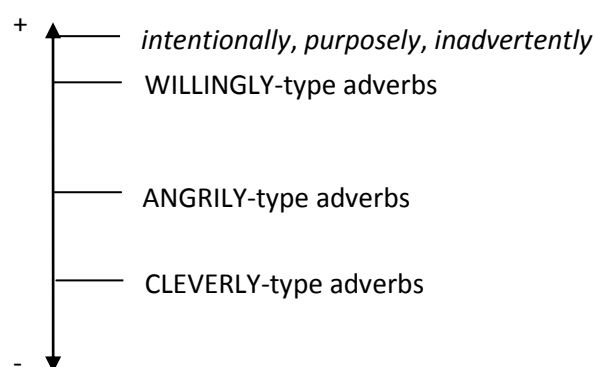 +
intentionally, purposely, inadvertently
WILLINGLY-type adverbs
ANGRILY-type adverbs
CLEVERLY-type adverbs
-